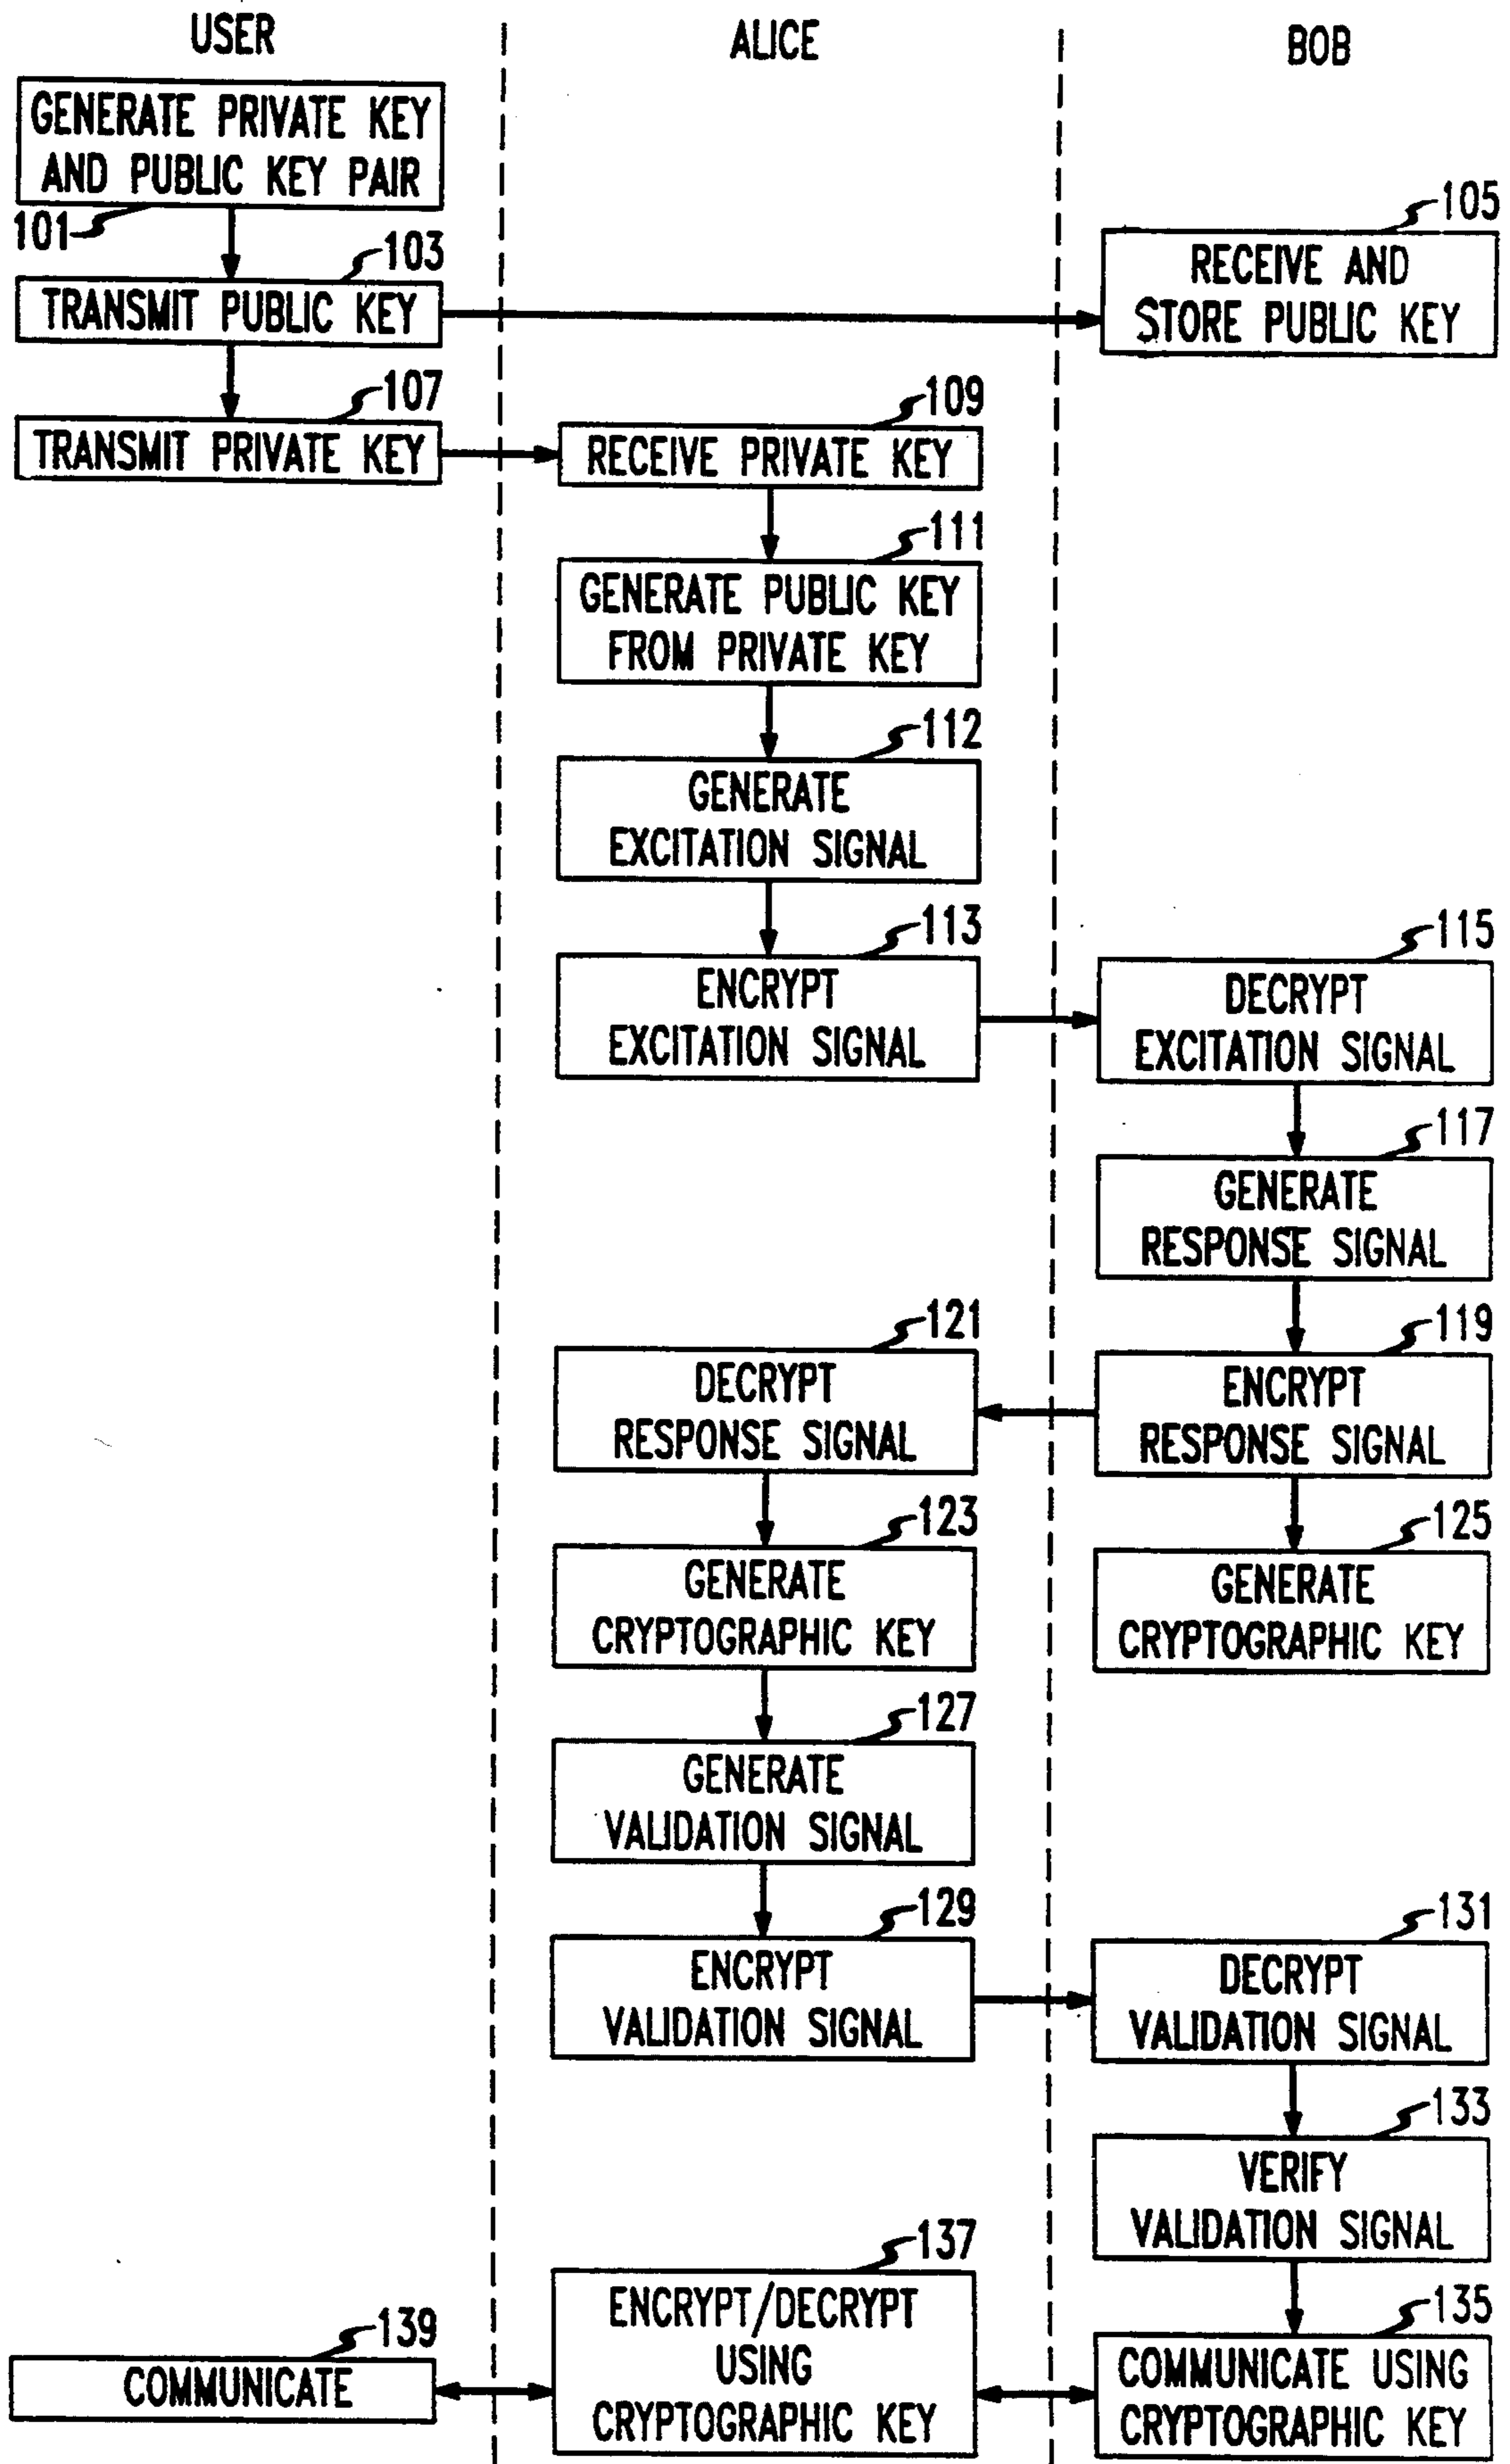 USER
ALICE
BOB
GENERATE PRIVATE KEY
AND PUBLIC KEY PAIR
101
105
RECEIVE AND
STORE PUBLIC KEY
103
TRANSMIT PUBLIC KEY
107
TRANSMIT PRIVATE KEY
109
RECEIVE PRIVATE KEY
111
GENERATE PUBLIC KEY
FROM PRIVATE KEY
112
GENERATE
EXCITATION SIGNAL
113
ENCRYPT
EXCITATION SIGNAL
115
DECRYPT
EXCITATION SIGNAL
117
GENERATE
RESPONSE SIGNAL
119
ENCRYPT
RESPONSE SIGNAL
121
DECRYPT
RESPONSE SIGNAL
123
GENERATE
CRYPTOGRAPHIC KEY
125
GENERATE
CRYPTOGRAPHIC KEY
127
GENERATE
VALIDATION SIGNAL
129
ENCRYPT
VALIDATION SIGNAL
131
DECRYPT
VALIDATION SIGNAL
133
VERIFY
VALIDATION SIGNAL
135
COMMUNICATE USING
CRYPTOGRAPHIC KEY
137
ENCRYPT/DECRYPT
USING
CRYPTOGRAPHIC KEY
139
COMMUNICATE